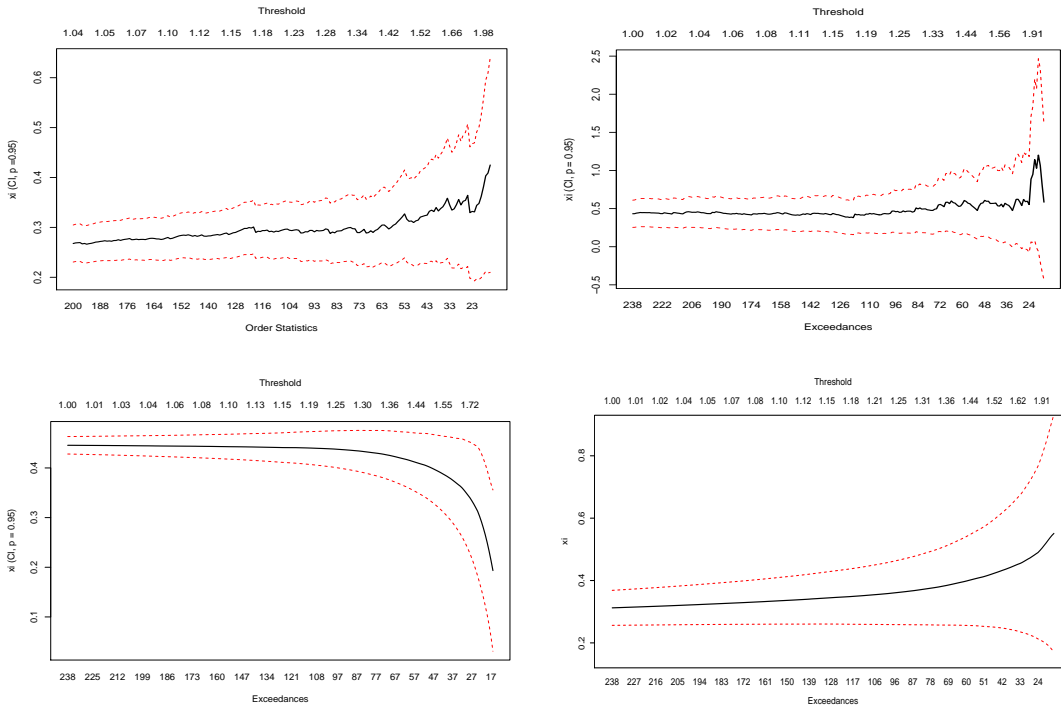 Threshold
1.04 1.05 1.07 1.10 1.12 1.15 1.18 1.23 1.28 1.34 1.42 1.52 1.66 1.98
xi (CI, p =0.95)
0.6
0.5
0.4
0.3
0.2
200 188 176 164 152 140 128 116 104 93 83 73 63 53 43 33 23
Order Statistics
Threshold
1.00 1.02 1.04 1.06 1.08 1.11 1.19 1.25 1.33 1.44 1.56 1.91
xi (CI, p = 0.95)
2.5
2.0
1.5
1.0
0.5
0.0
−0.5
238 222 206 190 174 158 142 126 110 96 84 72 60 48 36 24
Exceedances
Threshold
1.00 1.01 1.03 1.04 1.06 1.08 1.10 1.13 1.15 1.19 1.25 1.30 1.36 1.44 1.55 1.72
xi (CI, p = 0.95)
0.4
0.3
0.2
0.1
238 225 212 199 186 173 160 147 134 121 109 97 87 77 67 57 47 37 27 17
Exceedances
Threshold
1.00 1.01 1.02 1.04 1.05 1.07 1.08 1.10 1.12 1.15 1.18 1.21 1.25 1.31 1.36 1.44 1.52 1.62 1.91
xi
0.8
0.6
0.4
0.2
238 227 216 205 194 183 172 161 150 139 128 117 106 96 87 78 69 60 51 42 33 24
Exceedances